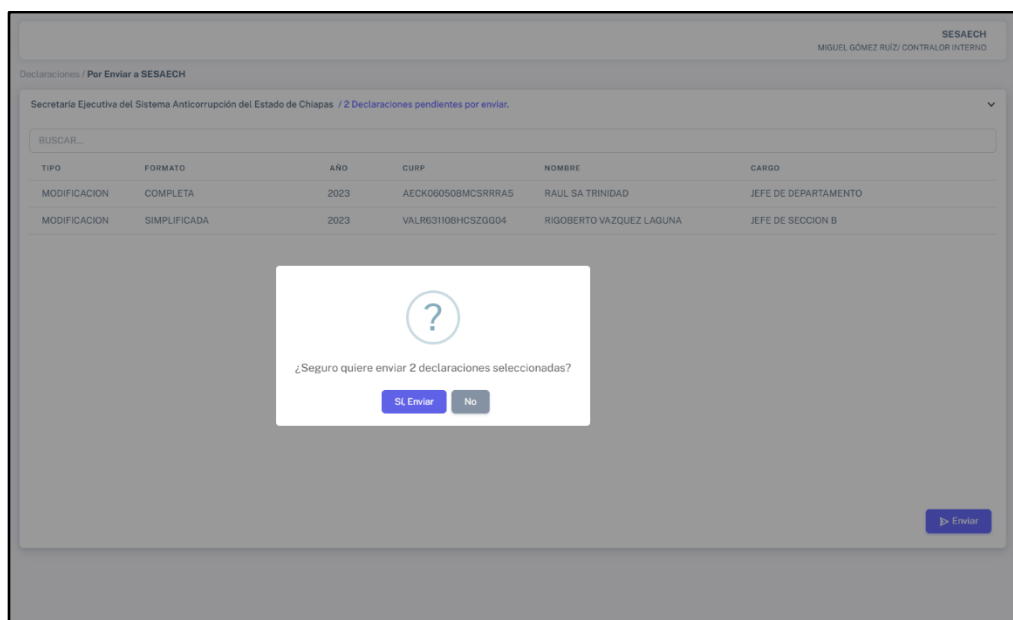 SESAECH
MIGUEL GÓMEZ RUÍZ/ CONTRALOR INTERNO
Declaraciones / Por Enviar a SESAECH
Secretaría Ejecutiva del Sistema Anticorrupción del Estado de Chiapas / 2 Declaraciones pendientes por enviar.
BUSCAR...
TIPO FORMATO AÑO CURP NOMBRE CARGO
MODIFICACION COMPLETA 2023 AECK060508MCSRRRA5 RAUL SA TRINIDAD JEFE DE DEPARTAMENTO
MODIFICACION SIMPLIFICADA 2023 VALR631108HCSZGG04 RIGOBERTO VAZQUEZ LAGUNA JEFE DE SECCION B
?
¿Seguro quiere enviar 2 declaraciones seleccionadas?
Sí, Enviar No
Enviar